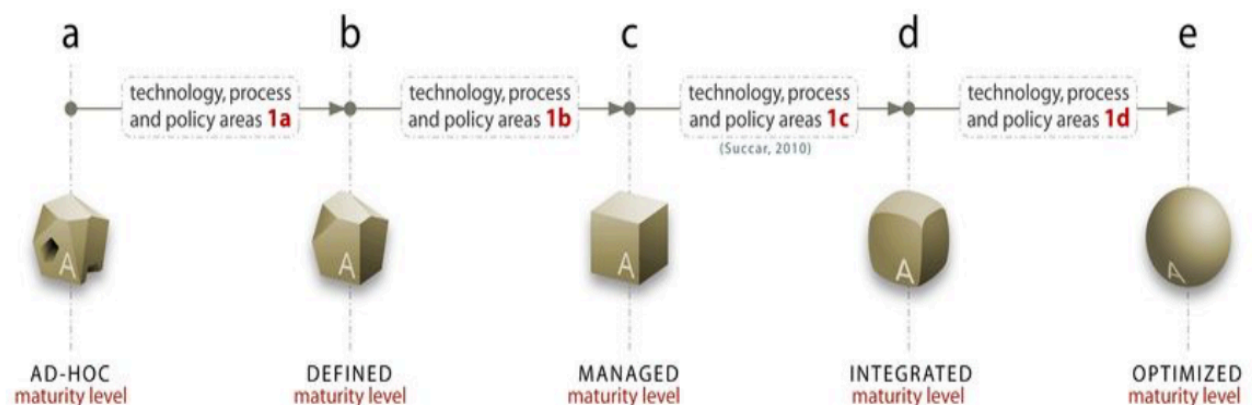 a b c d e
technology, process technology, process technology, process technology, process
and policy areas 1a and policy areas 1b and policy areas 1c and policy areas 1d
(Succar, 2010)
A A A A A
AD-HOC DEFINED MANAGED INTEGRATED OPTIMIZED
maturity level maturity level maturity level maturity level maturity level